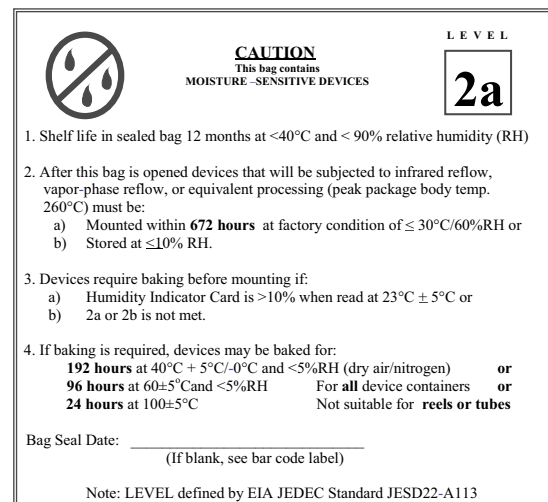 LEVEL
CAUTION
This bag contains
MOISTURE –SENSITIVE DEVICES
2a
1. Shelf life in sealed bag 12 months at <40°C and < 90% relative humidity (RH)
2. After this bag is opened devices that will be subjected to infrared reflow,
vapor-phase reflow, or equivalent processing (peak package body temp.
260°C) must be:
a) Mounted within 672 hours at factory condition of ≤ 30°C/60%RH or
b) Stored at ≤10% RH.
3. Devices require baking before mounting if:
a) Humidity Indicator Card is >10% when read at 23°C ± 5°C or
b) 2a or 2b is not met.
4. If baking is required, devices may be baked for:
192 hours at 40°C + 5°C/-0°C and <5%RH (dry air/nitrogen) or
96 hours at 60±5°Cand <5%RH For all device containers or
24 hours at 100±5°C Not suitable for reels or tubes
Bag Seal Date: ______________________________
(If blank, see bar code label)
Note: LEVEL defined by EIA JEDEC Standard JESD22-A113